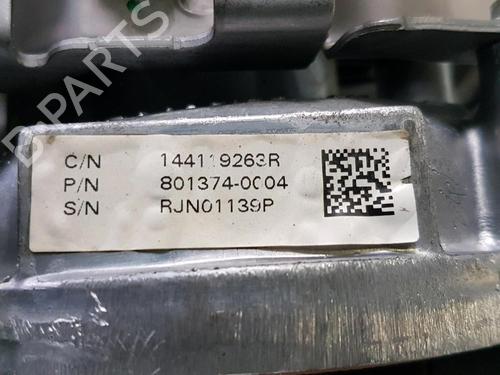 B-PARTS
C/N 144119263R
P/N 801374-0004
S/N RJN01139P